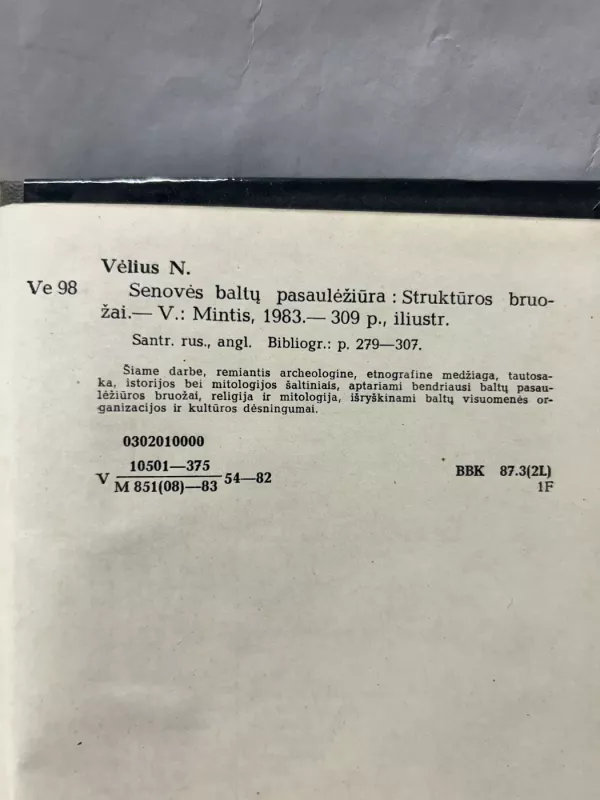 Vėlius N.
Ve 98 Senovės baltų pasaulėžiūra : Struktūros bruo-
žai.— V.: Mintis, 1983.— 309 p., iliustr.
Santr. rus., angl. Bibliogr.: p. 279—307.
Šiame darbe, remiantis archeologine, etnografine medžiaga, tautosa-
ka, istorijos bei mitologijos šaltiniais, aptariami bendriausi baltų pasau-
lėžiūros bruožai, religija ir mitologija, išryškinami baltų visuomenės or-
ganizacijos ir kultūros dėsningumai.
0302010000
10501—375
V M 851(08)—83 54—82
BBK 87.3(2L)
1F